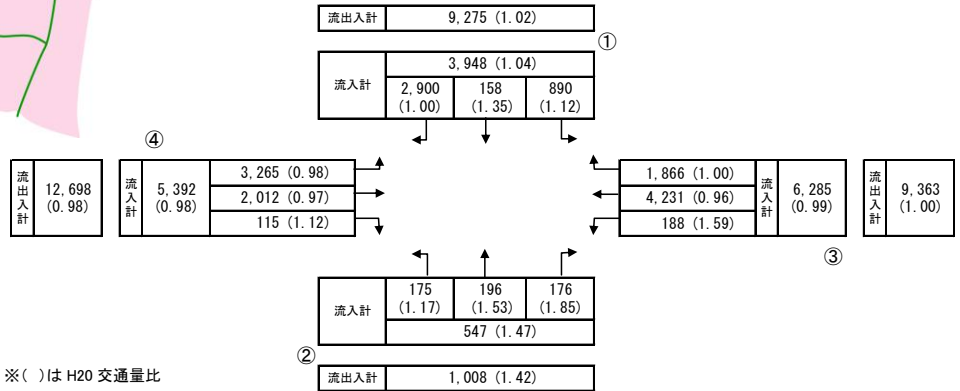 流出入計 9,275 (1.02)
①
流入計 3,948 (1.04)
2,900 158 890
(1.00) (1.35) (1.12)
④
流出入計 12,698 (0.98)
流入計 5,392 (0.98)
3,265 (0.98)
2,012 (0.97)
115 (1.12)
1,866 (1.00)
4,231 (0.96)
188 (1.59)
流入計 6,285 (0.99)
流出入計 9,363 (1.00)
③
流入計
175 196 176
(1.17) (1.53) (1.85)
547 (1.47)
②
流出入計 1,008 (1.42)
※( )は H20 交通量比